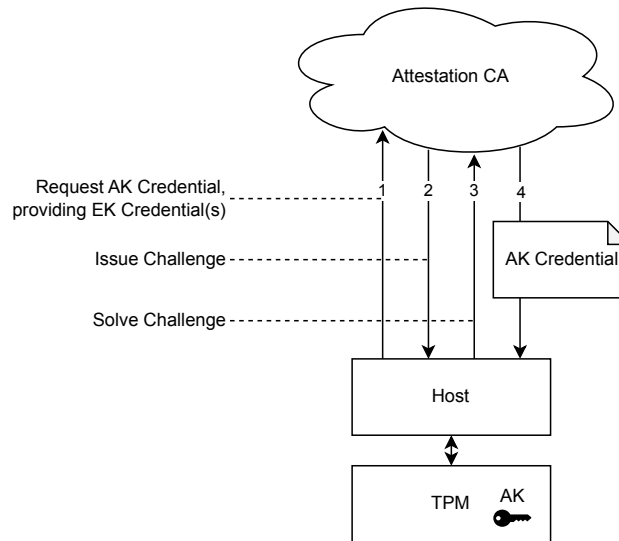 Attestation CA
Request AK Credential,
providing EK Credential(s)
1
2
3
4
Issue Challenge
AK Credential
Solve Challenge
Host
TPM
AK